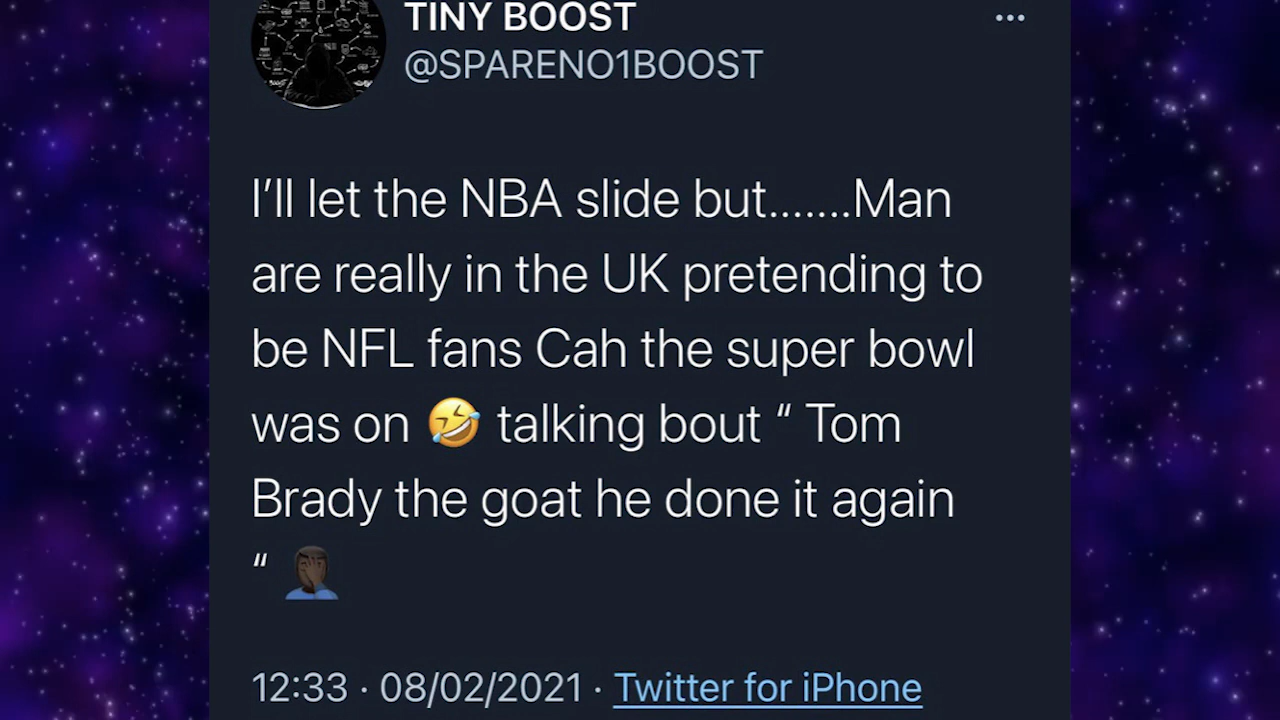 TINY BOOST
@SPARENO1BOOST
I’ll let the NBA slide but.......Man
are really in the UK pretending to
be NFL fans Cah the super bowl
was on 🤣 talking bout “ Tom
Brady the goat he done it again
“ 🤦🏿‍♂️
12:33 · 08/02/2021 · Twitter for iPhone